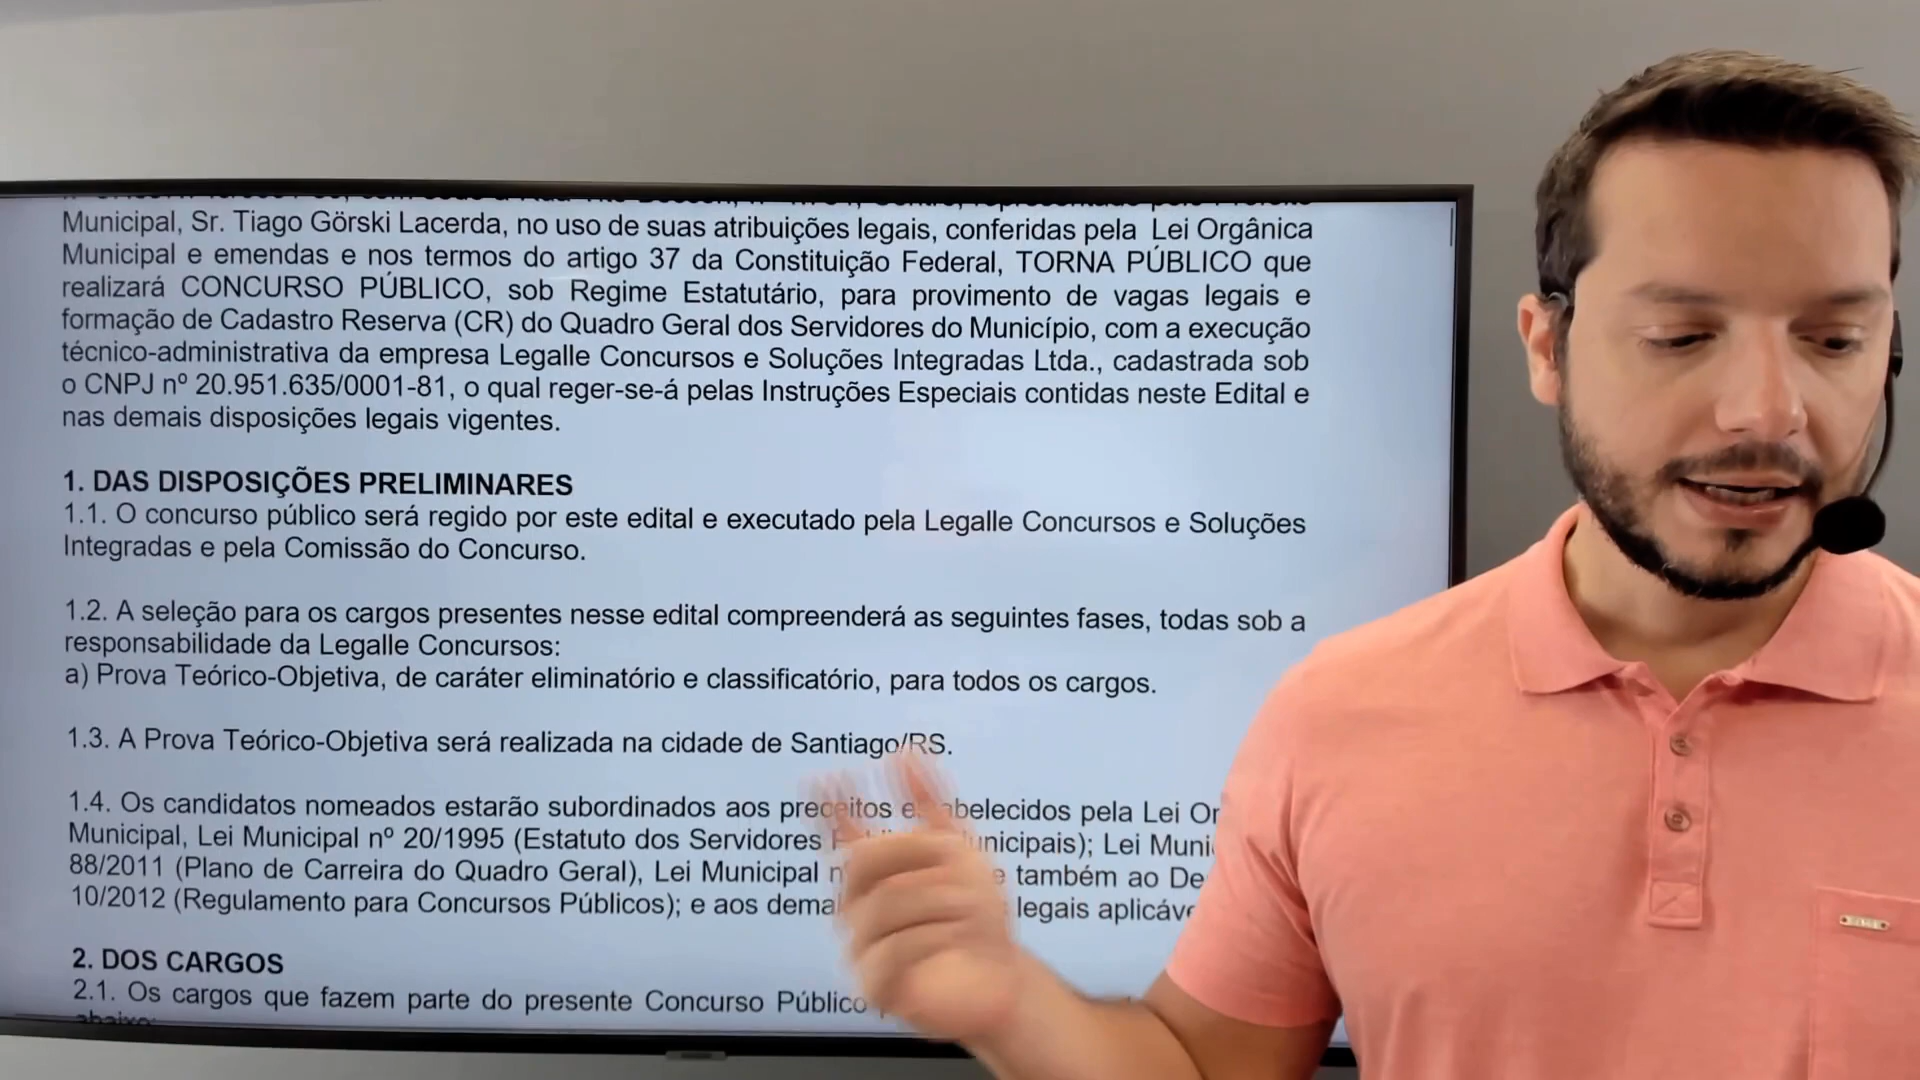 Municipal, Sr. Tiago Görski Lacerda, no uso de suas atribuições legais, conferidas pela Lei Orgânica
Municipal e emendas e nos termos do artigo 37 da Constituição Federal, TORNA PÚBLICO que
realizará CONCURSO PÚBLICO, sob Regime Estatutário, para provimento de vagas legais e
formação de Cadastro Reserva (CR) do Quadro Geral dos Servidores do Município, com a execução
técnico-administrativa da empresa Legalle Concursos e Soluções Integradas Ltda., cadastrada sob
o CNPJ nº 20.951.635/0001-81, o qual reger-se-á pelas Instruções Especiais contidas neste Edital e
nas demais disposições legais vigentes.
1. DAS DISPOSIÇÕES PRELIMINARES
1.1. O concurso público será regido por este edital e executado pela Legalle Concursos e Soluções
Integradas e pela Comissão do Concurso.
1.2. A seleção para os cargos presentes nesse edital compreenderá as seguintes fases, todas sob a
responsabilidade da Legalle Concursos:
a) Prova Teórico-Objetiva, de caráter eliminatório e classificatório, para todos os cargos.
1.3. A Prova Teórico-Objetiva será realizada na cidade de Santiago/RS.
1.4. Os candidatos nomeados estarão subordinados aos preceitos estabelecidos pela Lei
Municipal, Lei Municipal nº 20/1995 (Estatuto dos Servidores Municipais); Lei
88/2011 (Plano de Carreira do Quadro Geral), Lei Municipal e também ao
10/2012 (Regulamento para Concursos Públicos); e aos legais
2. DOS CARGOS
2.1. Os cargos que fazem parte do presente Concurso Público